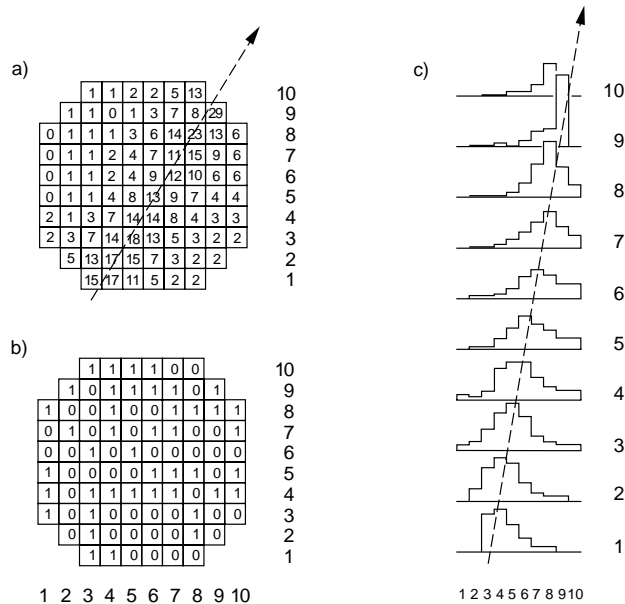 a)
1 1 2 2 5 13 10
1 1 0 1 3 7 8 29 9
0 1 1 1 3 6 14 23 13 6 8
0 1 1 2 4 7 11 15 9 6 7
0 1 1 2 4 9 12 10 6 6 6
0 1 1 4 8 13 9 7 4 4 5
2 1 3 7 14 14 8 4 3 3 4
2 3 7 14 18 13 5 3 2 2 3
5 13 17 15 7 3 2 2 2
15 17 11 5 2 2 1
b)
1 1 1 1 0 0 10
1 0 1 1 0 1 0 1 9
1 0 1 0 1 0 0 1 1 1 8
0 1 0 1 0 1 1 0 1 0 7
0 0 0 0 0 0 0 0 0 0 6
1 0 0 0 0 1 1 0 1 0 5
1 0 1 1 1 1 1 0 1 1 4
1 0 1 0 0 1 0 1 0 0 3
0 1 0 0 0 0 1 0 2
1 1 0 0 0 0 1
1 2 3 4 5 6 7 8 9 10
c)
10
9
8
7
6
5
4
3
2
1
1 2 3 4 5 6 7 8 9 10